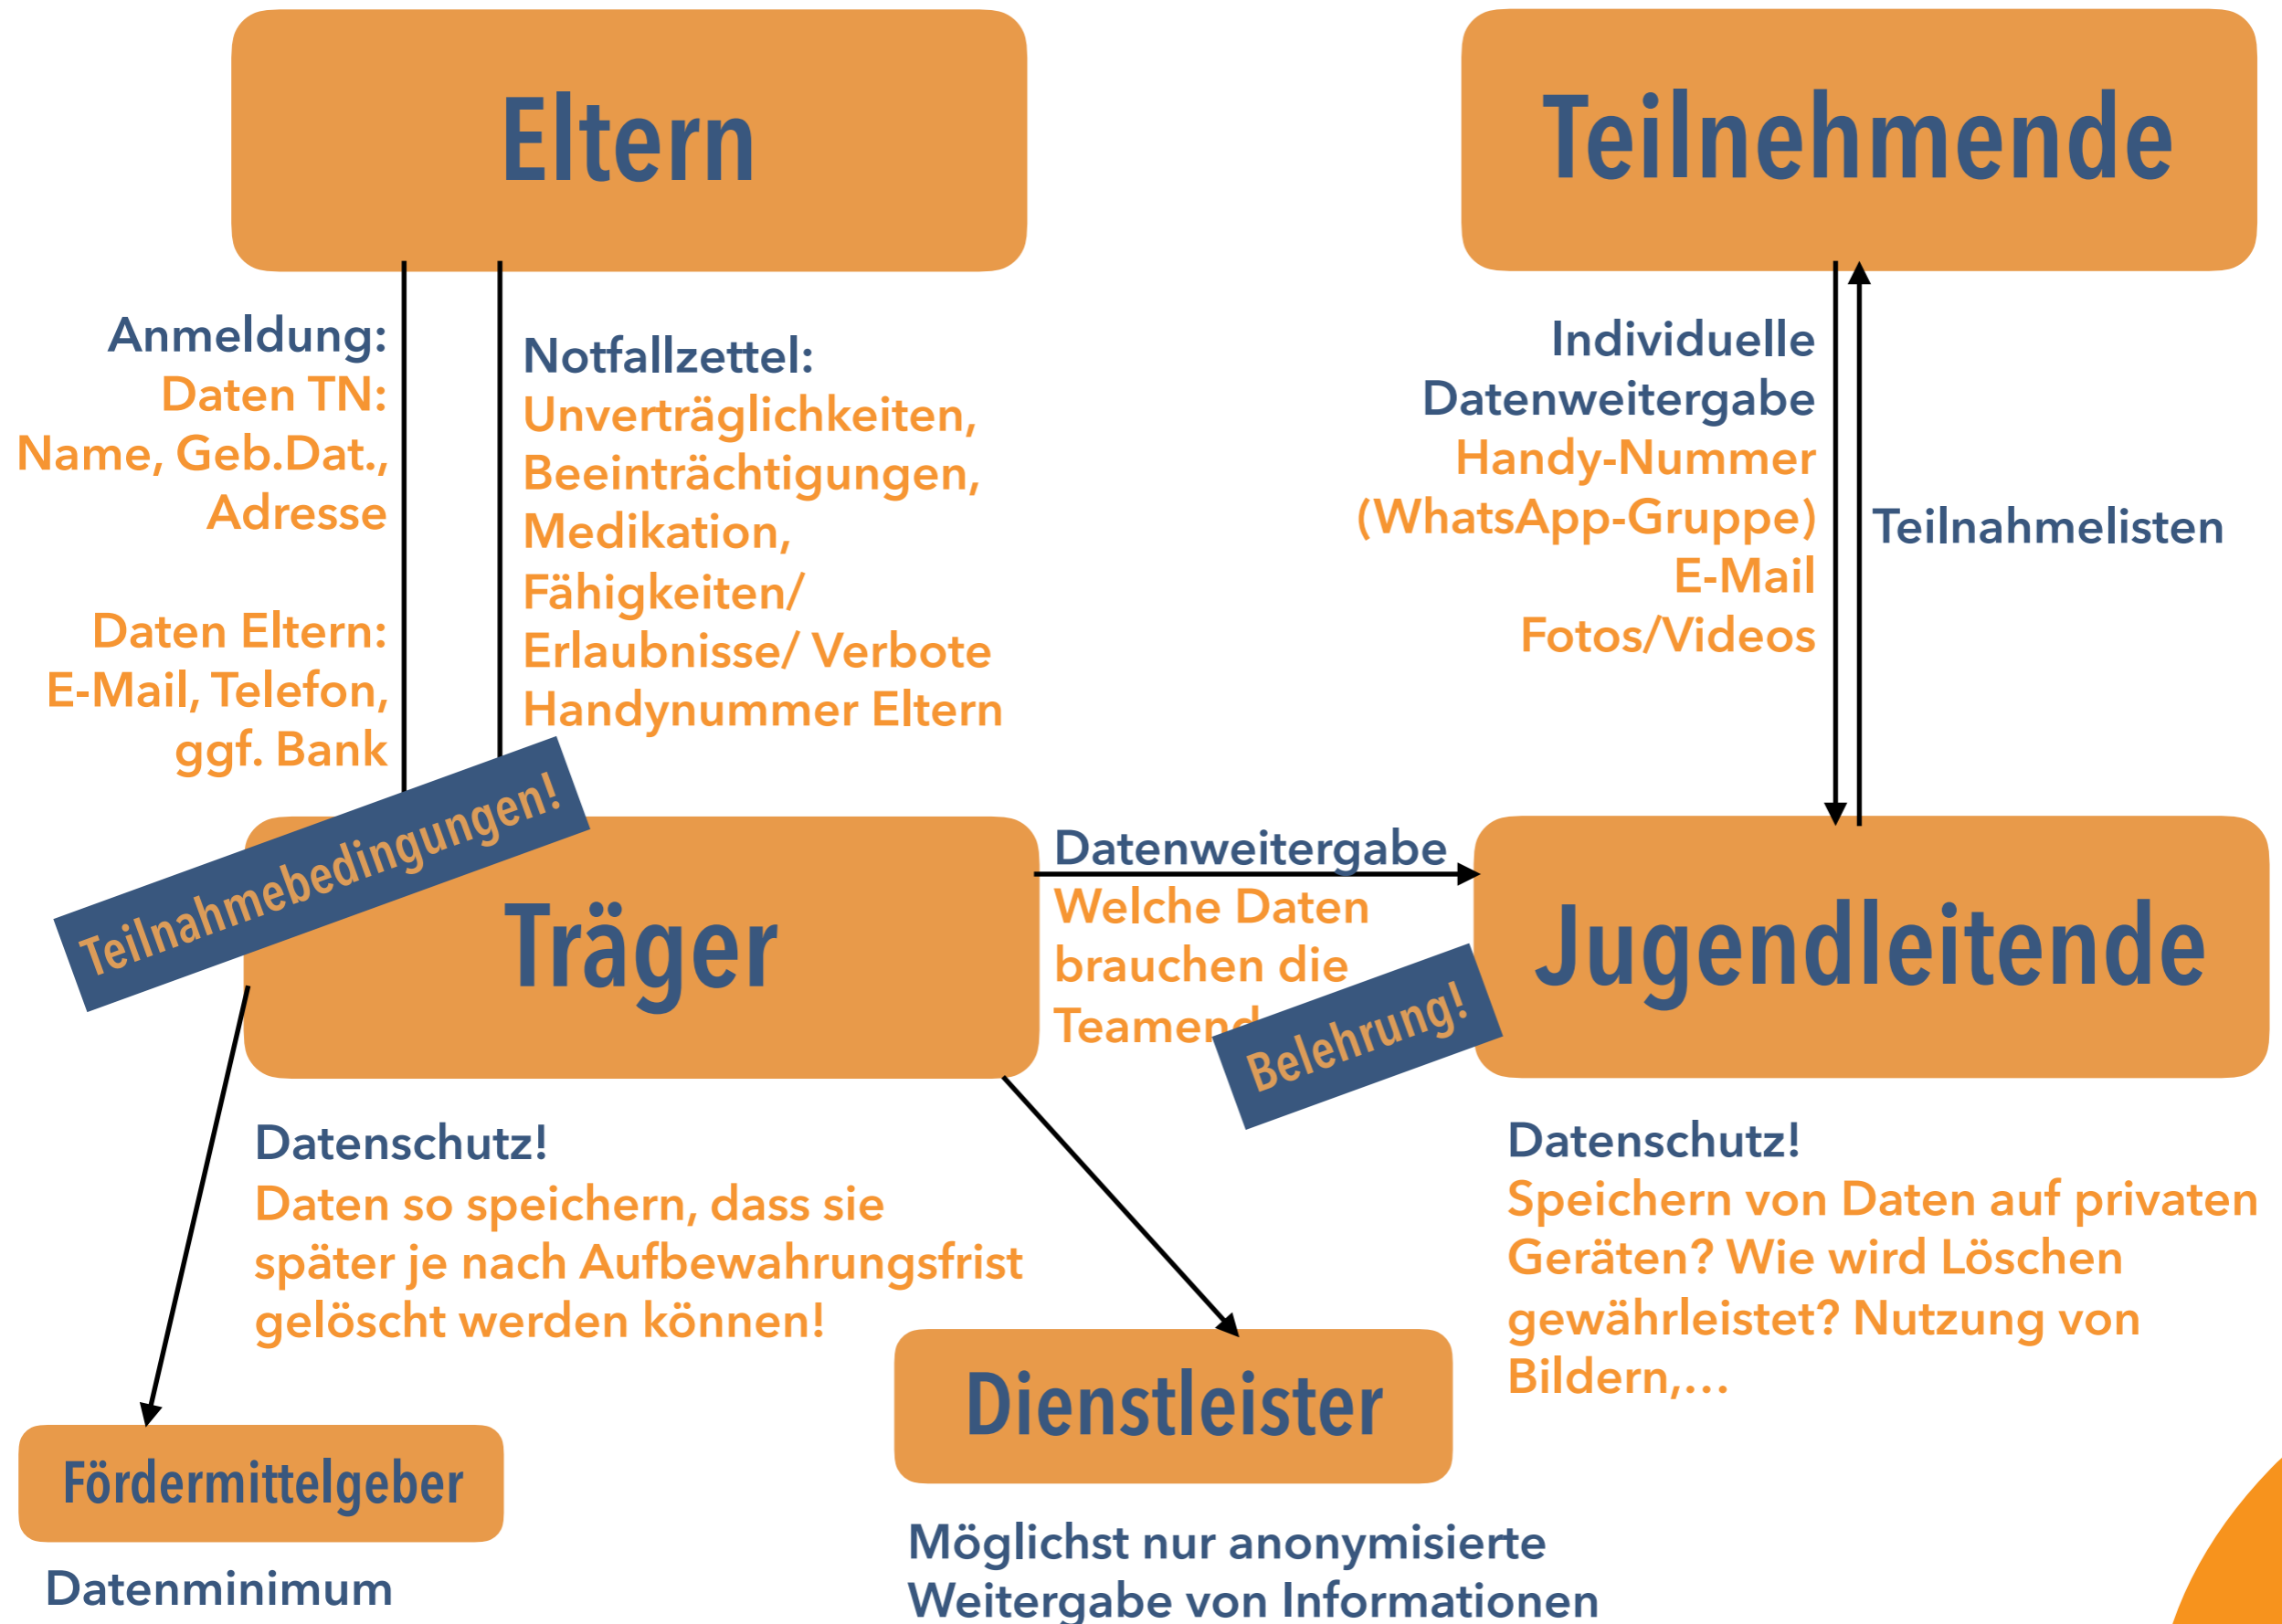 Eltern
Teilnehmende
Anmeldung:
Daten TN:
Name, Geb.Dat.,
Adresse
Daten Eltern:
E-Mail, Telefon,
ggf. Bank
Notfallzettel:
Unverträglichkeiten,
Beeinträchtigungen,
Medikation,
Fähigkeiten/
Erlaubnisse/ Verbote
Handynummer Eltern
Individuelle
Datenweitergabe
Handy-Nummer
(WhatsApp-Gruppe)
E-Mail
Fotos/Videos
Teilnahmelisten
Teilnahmebedingungen!
Träger
Datenweitergabe
Welche Daten
brauchen die
Belehrung!
Jugendleitende
Datenschutz!
Daten so speichern, dass sie
später je nach Aufbewahrungsfrist
gelöscht werden können!
Datenschutz!
Speichern von Daten auf privaten
Geräten? Wie wird Löschen
gewährleistet? Nutzung von
Bildern,…
Fördermittelgeber
Datenminimum
Dienstleister
Möglichst nur anonymisierte
Weitergabe von Informationen